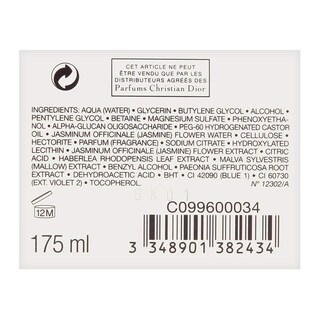 CET ARTICLE NE PEUT
ÊTRE VENDU QUE PAR LES
DISTRIBUTEURS AGRÉÉS DES
Parfums Christian Dior
INGREDIENTS: AQUA (WATER) • GLYCERIN • BUTYLENE GLYCOL • ALCOHOL •
PENTYLENE GLYCOL • BETAINE • MAGNESIUM SULFATE • PHENOXYETHA-
NOL • ALPHA-GLUCAN OLIGOSACCHARIDE • PEG-60 HYDROGENATED CASTOR
OIL • JASMINUM OFFICINALE (JASMINE) FLOWER WATER • CELLULOSE •
HECTORITE • PARFUM (FRAGRANCE) • SODIUM CITRATE • HYDROXYLATED
LECITHIN • JASMINUM OFFICINALE (JASMINE) FLOWER EXTRACT • CITRIC
ACID • HABERLEA RHODOPENSIS LEAF EXTRACT • MALVA SYLVESTRIS
(MALLOW) EXTRACT • BENZYL ALCOHOL • PAEONIA SUFFRUTICOSA ROOT
EXTRACT • DEHYDROACETIC ACID • BHT • CI 42090 (BLUE 1) • CI 60730
(EXT. VIOLET 2) • TOCOPHEROL. N° 12302/A
12M
C099600034
175 ml
3 348901 382434